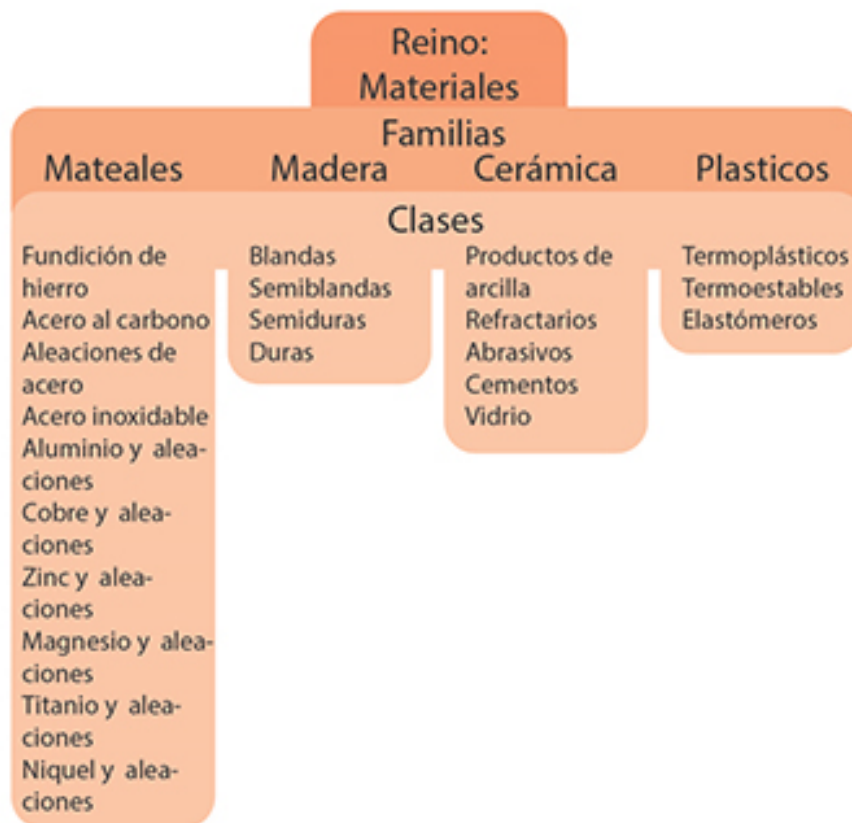 Reino:
Materiales
Familias
Mateales
Madera
Cerámica
Plasticos
Clases
Fundición de
hierro
Acero al carbono
Aleaciones de
acero
Acero inoxidable
Aluminio y alea-
ciones
Cobre y alea-
ciones
Zinc y alea-
ciones
Magnesio y alea-
ciones
Titanio y alea-
ciones
Niquel y alea-
ciones
Blandas
Semiblandas
Semiduras
Duras
Productos de
arcilla
Refractarios
Abrasivos
Cementos
Vidrio
Termoplásticos
Termoestables
Elastómeros